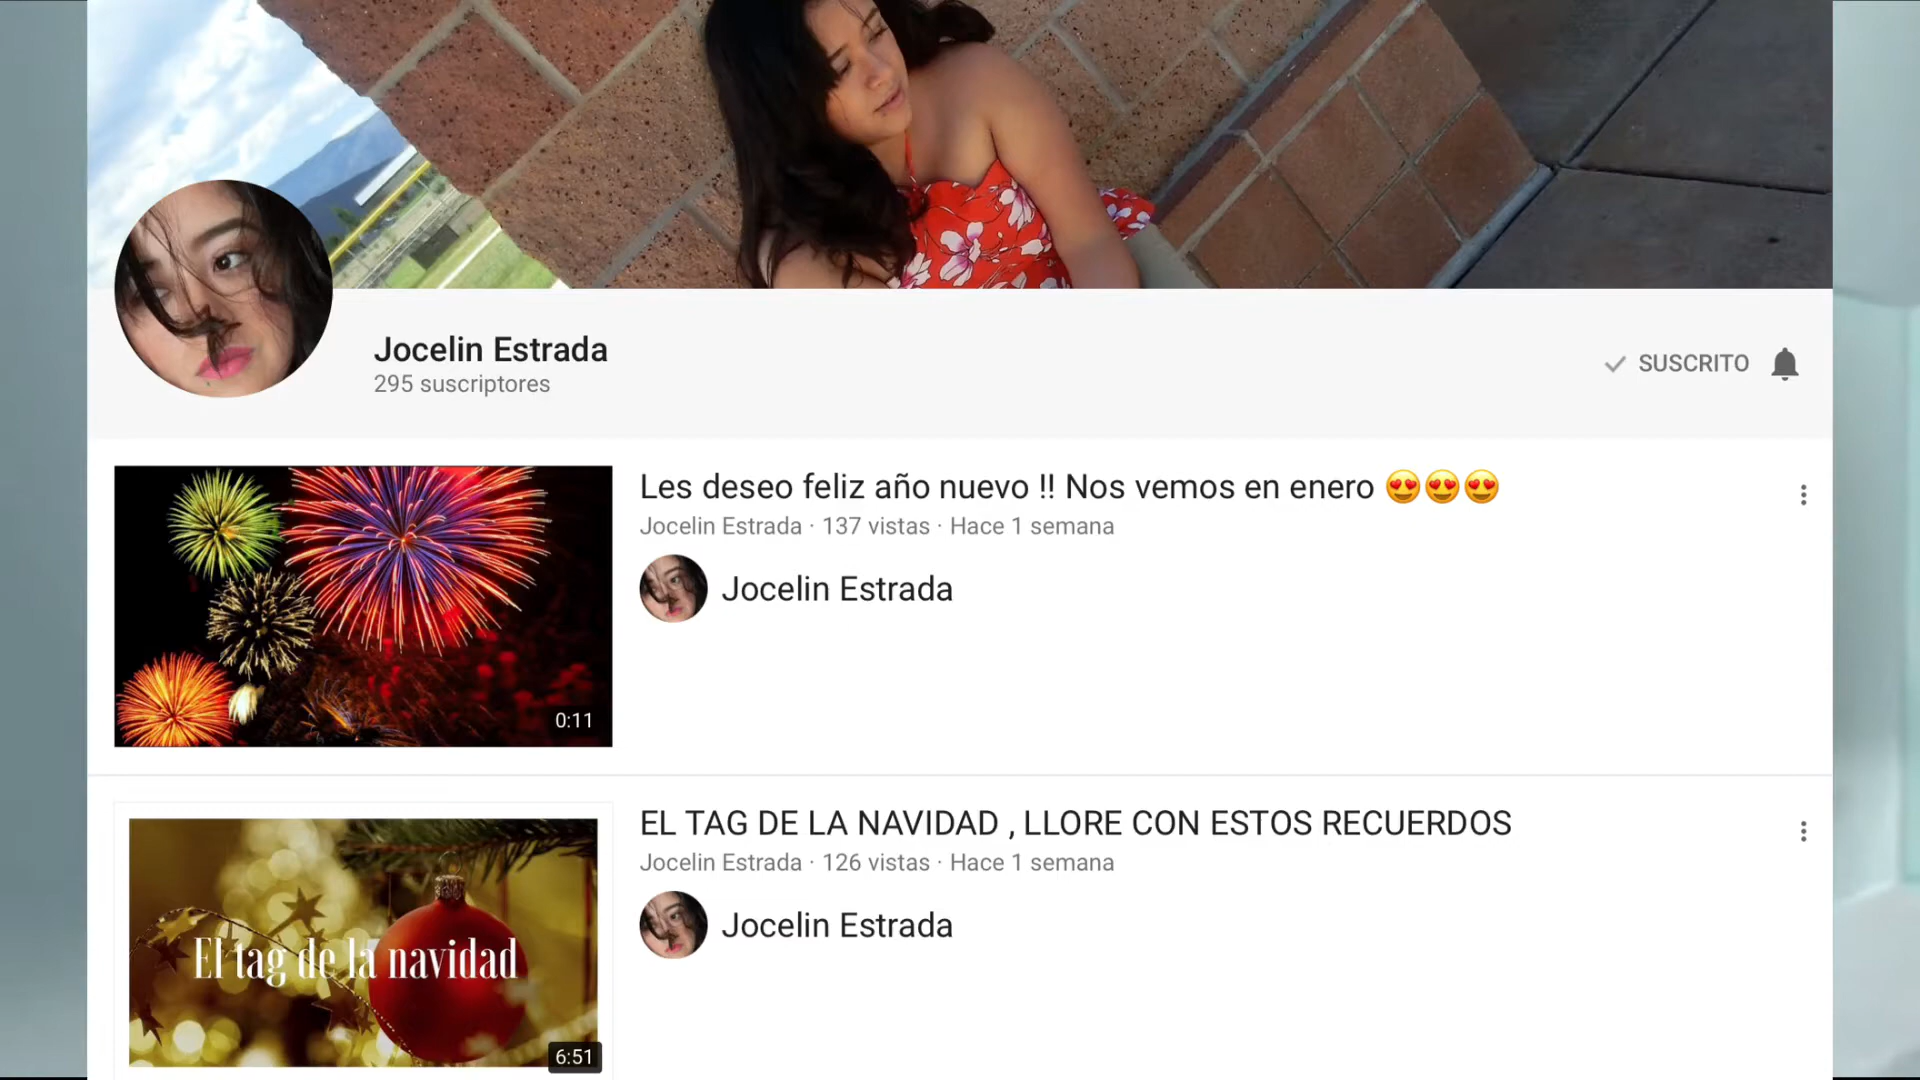 Jocelin Estrada
295 suscriptores
SUSCRITO
Les deseo feliz año nuevo !! Nos vemos en enero 😍😍😍
Jocelin Estrada · 137 vistas · Hace 1 semana
Jocelin Estrada
0:11
EL TAG DE LA NAVIDAD , LLORE CON ESTOS RECUERDOS
Jocelin Estrada · 126 vistas · Hace 1 semana
Jocelin Estrada
El tag de la navidad
6:51